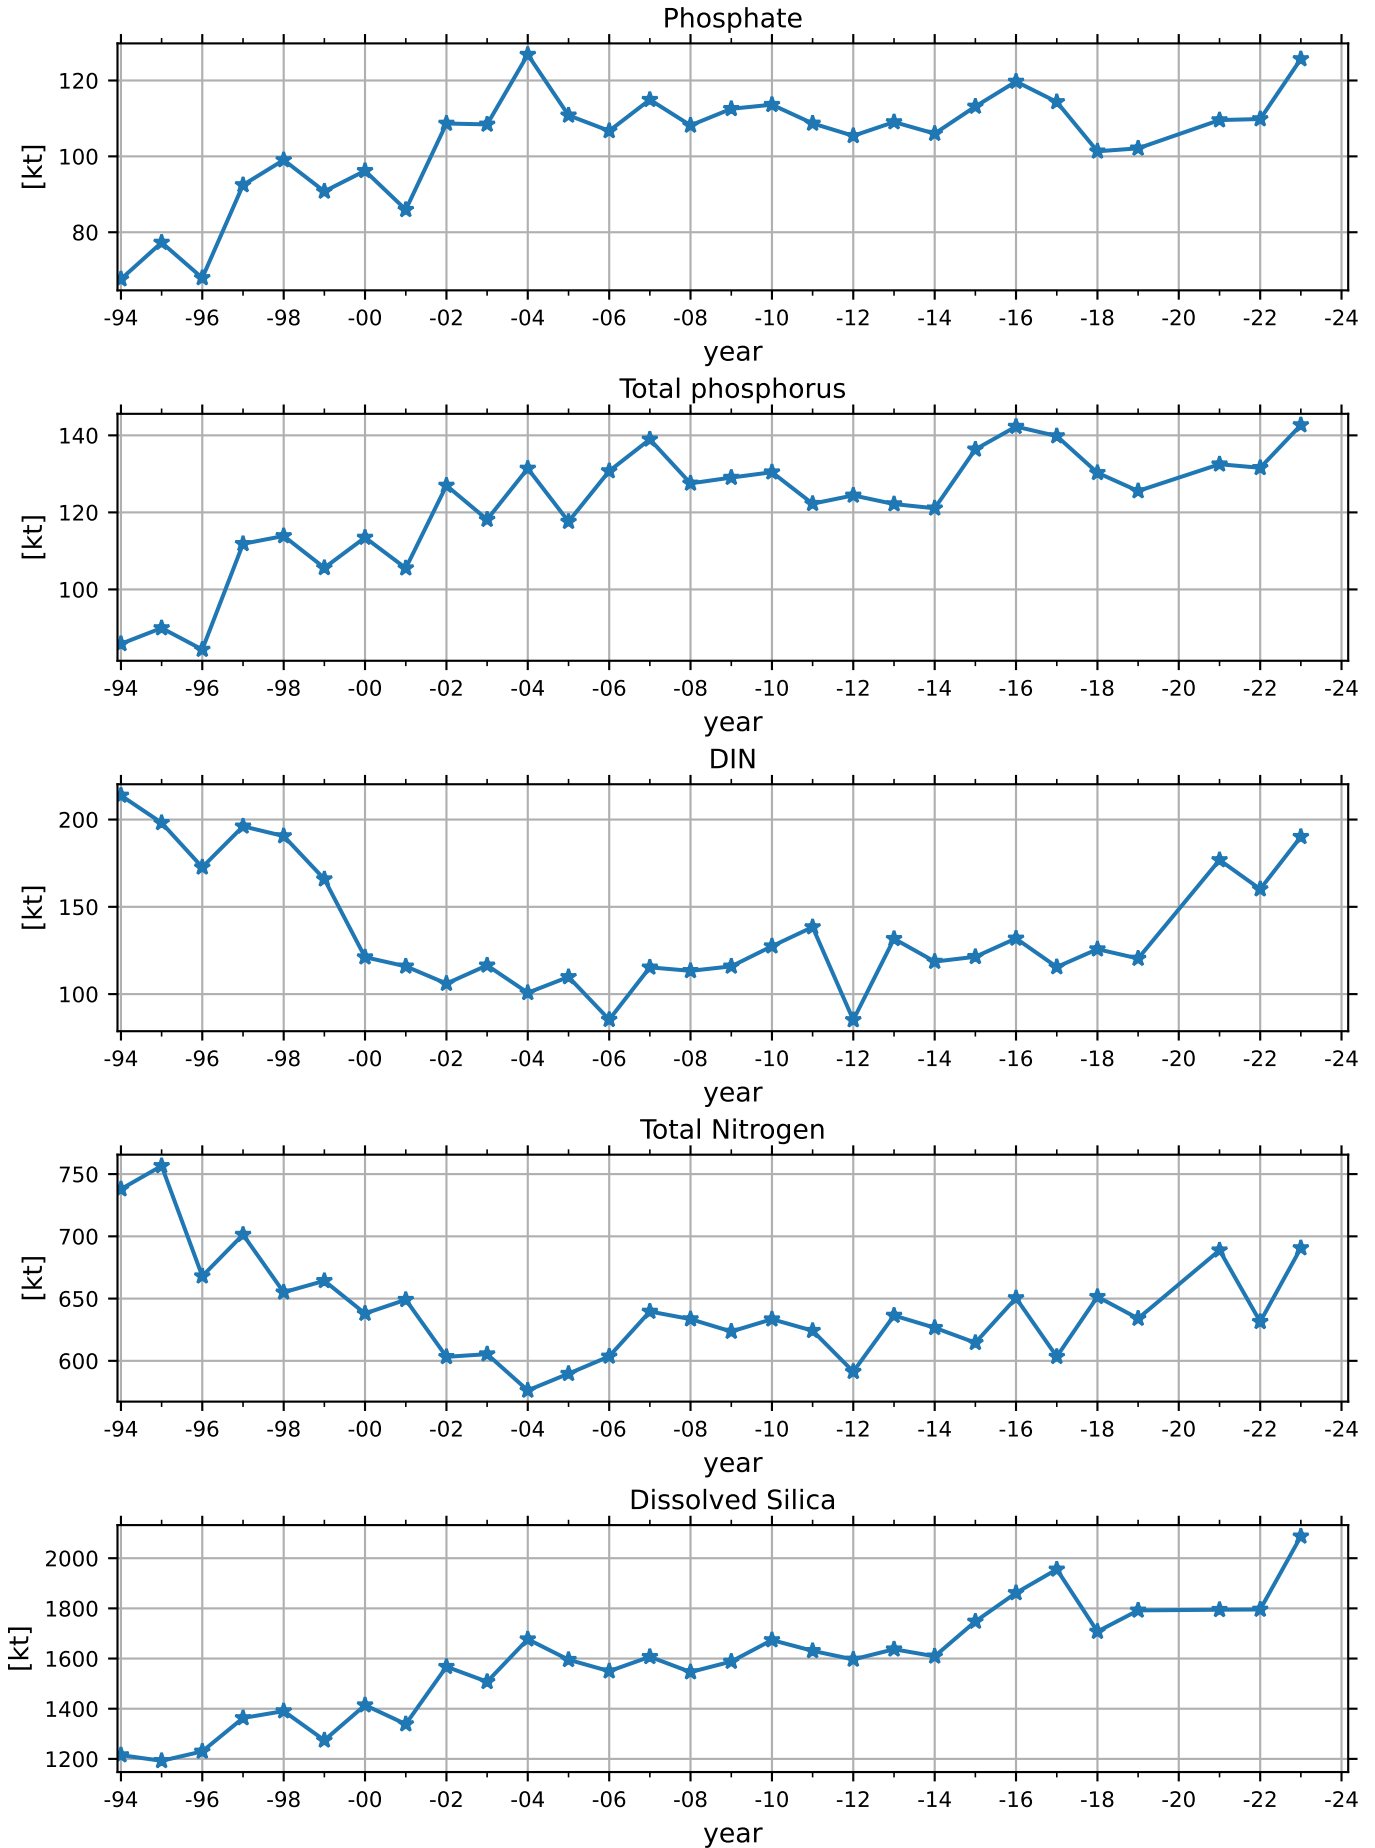 Phosphate
120
100
80
[kt]
-94 -96 -98 -00 -02 -04 -06 -08 -10 -12 -14 -16 -18 -20 -22 -24
year
Total phosphorus
140
120
100
[kt]
-94 -96 -98 -00 -02 -04 -06 -08 -10 -12 -14 -16 -18 -20 -22 -24
year
DIN
200
150
100
[kt]
-94 -96 -98 -00 -02 -04 -06 -08 -10 -12 -14 -16 -18 -20 -22 -24
year
Total Nitrogen
750
700
650
600
[kt]
-94 -96 -98 -00 -02 -04 -06 -08 -10 -12 -14 -16 -18 -20 -22 -24
year
Dissolved Silica
2000
1800
1600
1400
1200
[kt]
-94 -96 -98 -00 -02 -04 -06 -08 -10 -12 -14 -16 -18 -20 -22 -24
year